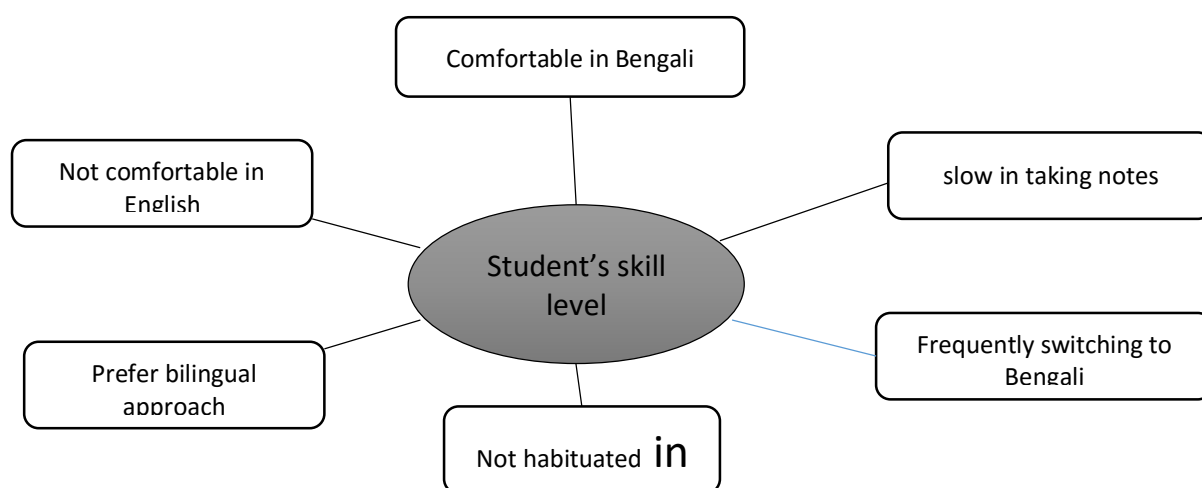 Comfortable in Bengali
Not comfortable in
English
slow in taking notes
Student’s skill
level
Prefer bilingual
approach
Frequently switching to
Bengali
Not habituated in